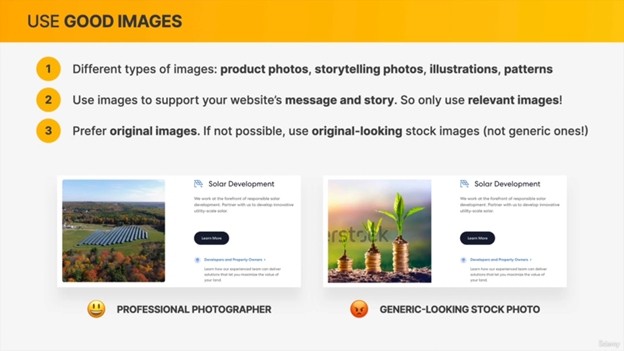 USE GOOD IMAGES
1 Different types of images: product photos, storytelling photos, illustrations, patterns
2 Use images to support your website's message and story. So only use relevant images!
3 Prefer original images. If not possible, use original-looking stock images (not generic ones!)
Solar Development
We work at the forefront of responsible solar
development. Partner with us to develop innovative
utility-scale solar.
Learn More
Developers and Property Owners ›
Learn how our experienced team can deliver
solutions that let you maximize the value of
your land.
PROFESSIONAL PHOTOGRAPHER
erstock
Solar Development
We work at the forefront of responsible solar
development. Partner with us to develop innovative
utility-scale solar.
Learn More
Developers and Property Owners ›
Learn how our experienced team can deliver
solutions that let you maximize the value of
your land.
GENERIC-LOOKING STOCK PHOTO
Udemy